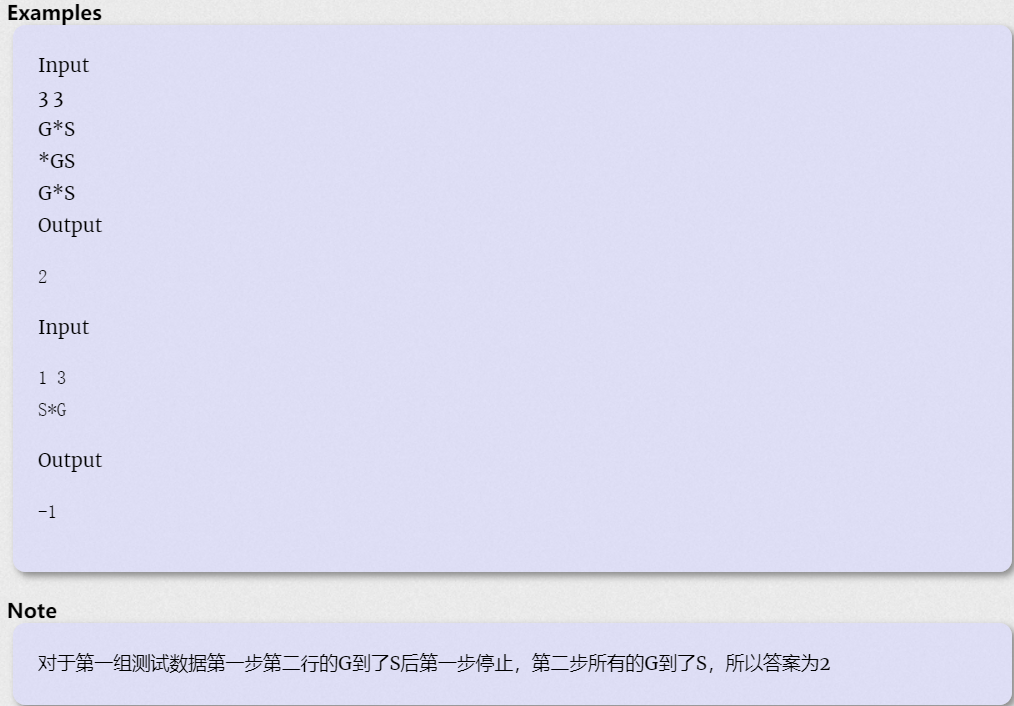 Examples
Input
3 3
G*S
*GS
G*S
Output
2
Input
1 3
S*G
Output
-1
Note
对于第一组测试数据第一步第二行的G到了S后第一步停止，第二步所有的G到了S，所以答案为2